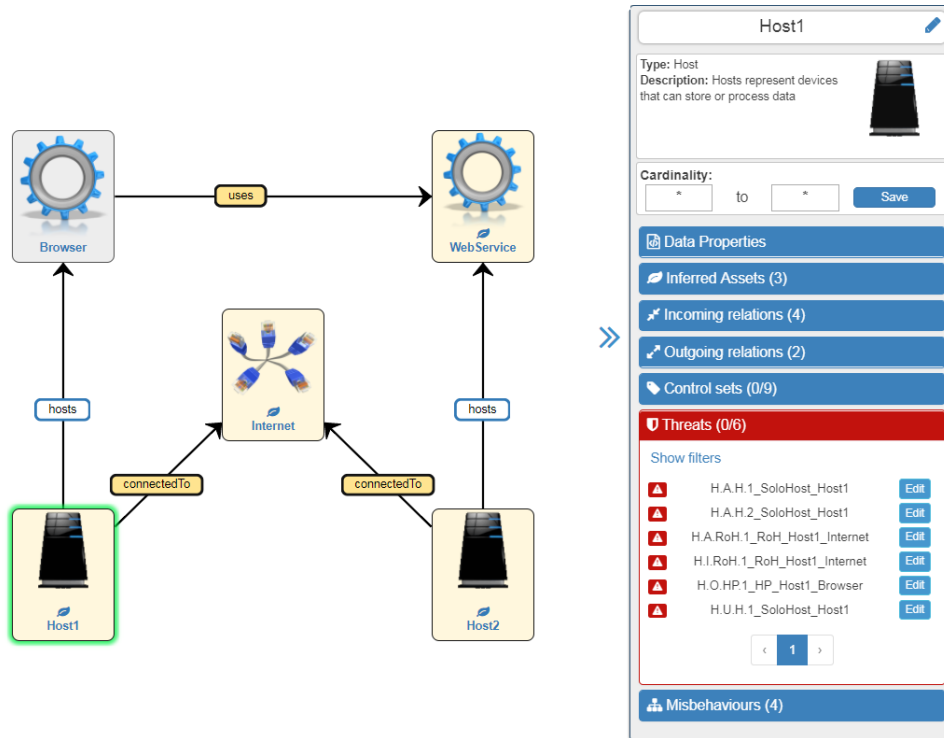 Browser
uses
WebService
hosts
Internet
hosts
connectedTo
connectedTo
Host1
Host2
Host1
Type: Host
Description: Hosts represent devices
that can store or process data
Cardinality:
* to * Save
Data Properties
Inferred Assets (3)
Incoming relations (4)
Outgoing relations (2)
Control sets (0/9)
Threats (0/6)
Show filters
H.A.H.1_SoloHost_Host1 Edit
H.A.H.2_SoloHost_Host1 Edit
H.A.RoH.1_RoH_Host1_Internet Edit
H.I.RoH.1_RoH_Host1_Internet Edit
H.O.HP.1_HP_Host1_Browser Edit
H.U.H.1_SoloHost_Host1 Edit
‹ 1 ›
Misbehaviours (4)